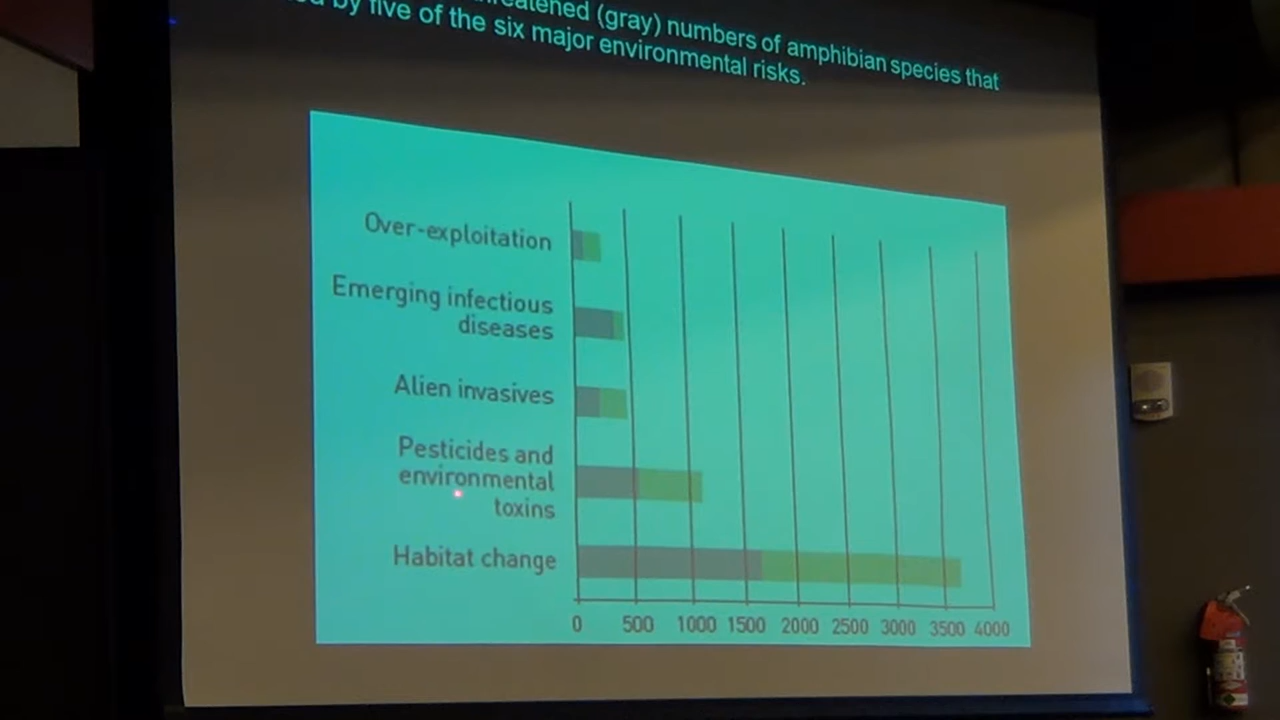 (gray) numbers of amphibian species that
by five of the six major environmental risks.
Over-exploitation
Emerging infectious
diseases
Alien invasives
Pesticides and
environmental
toxins
Habitat change
0 500 1000 1500 2000 2500 3000 3500 4000